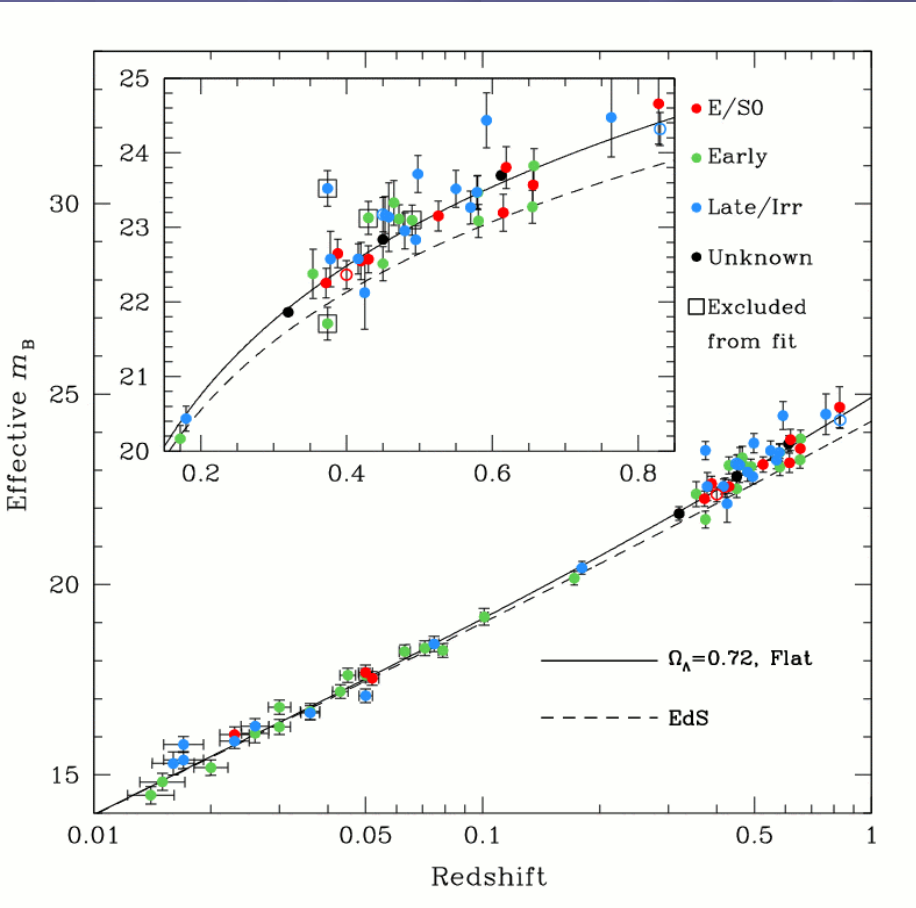 25
24
23
22
21
20
0.2
0.4
0.6
0.8
E/S0
Early
Late/Irr
Unknown
Excluded
from fit
30
25
20
15
Effective m_B
Ω_Λ=0.72, Flat
EdS
0.01
0.05
0.1
0.5
1
Redshift